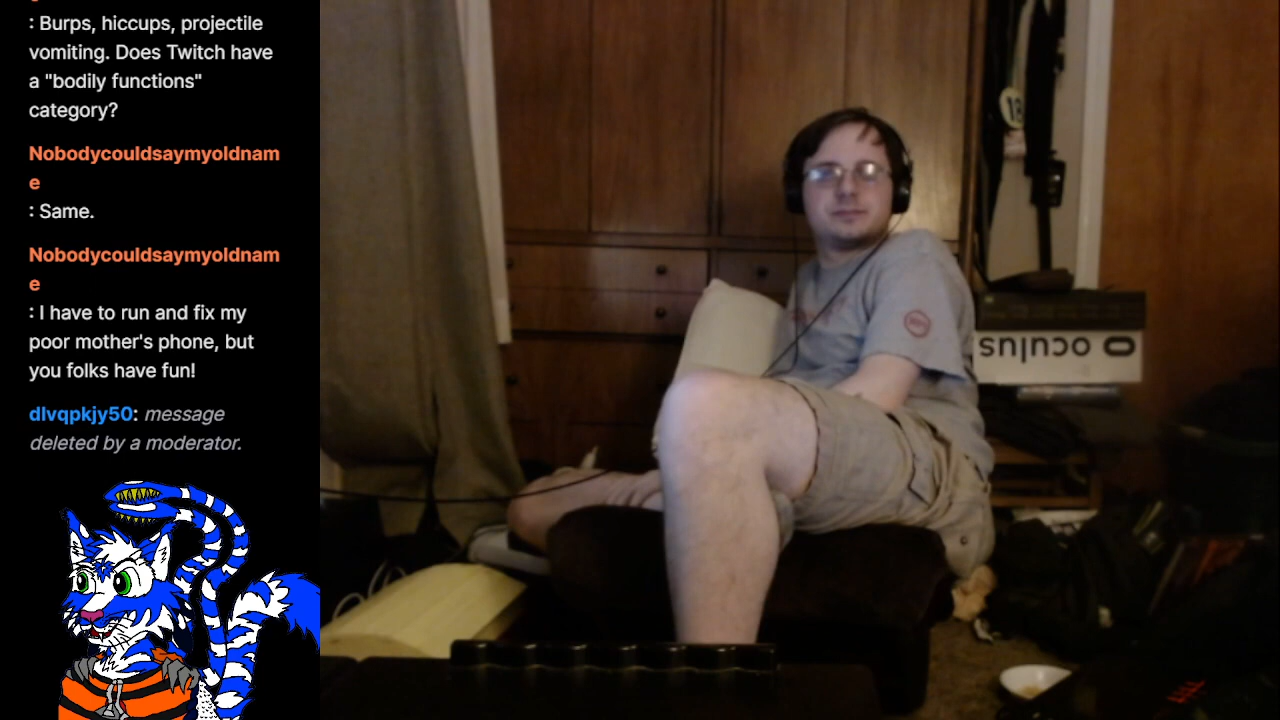 : Burps, hiccups, projectile
vomiting. Does Twitch have
a "bodily functions"
category?
Nobodycouldsaymyoldnam
e
: Same.
Nobodycouldsaymyoldnam
e
: I have to run and fix my
poor mother's phone, but
you folks have fun!
dlvqpkjy50: message
deleted by a moderator.
18
oculus